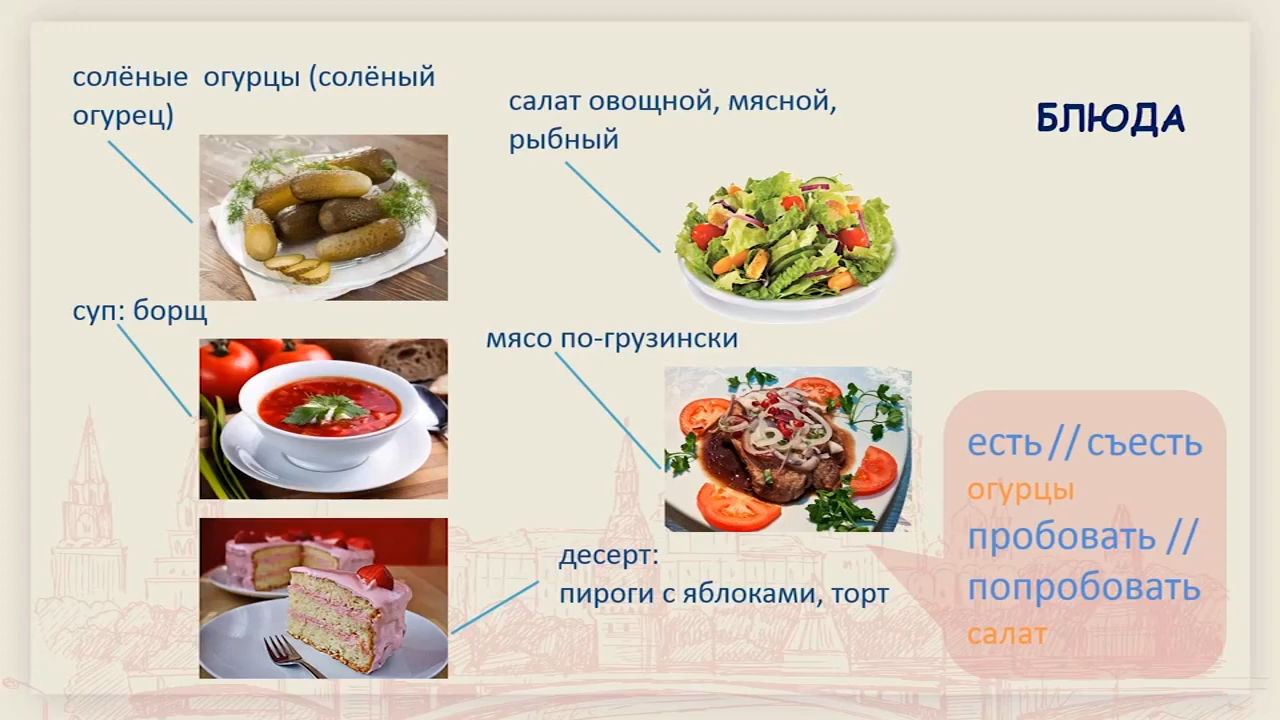 солёные огурцы (солёный
огурец)
салат овощной, мясной,
рыбный
БЛЮДА
суп: борщ
мясо по-грузински
десерт:
пироги с яблоками, торт
есть // съесть
огурцы
пробовать //
попробовать
салат